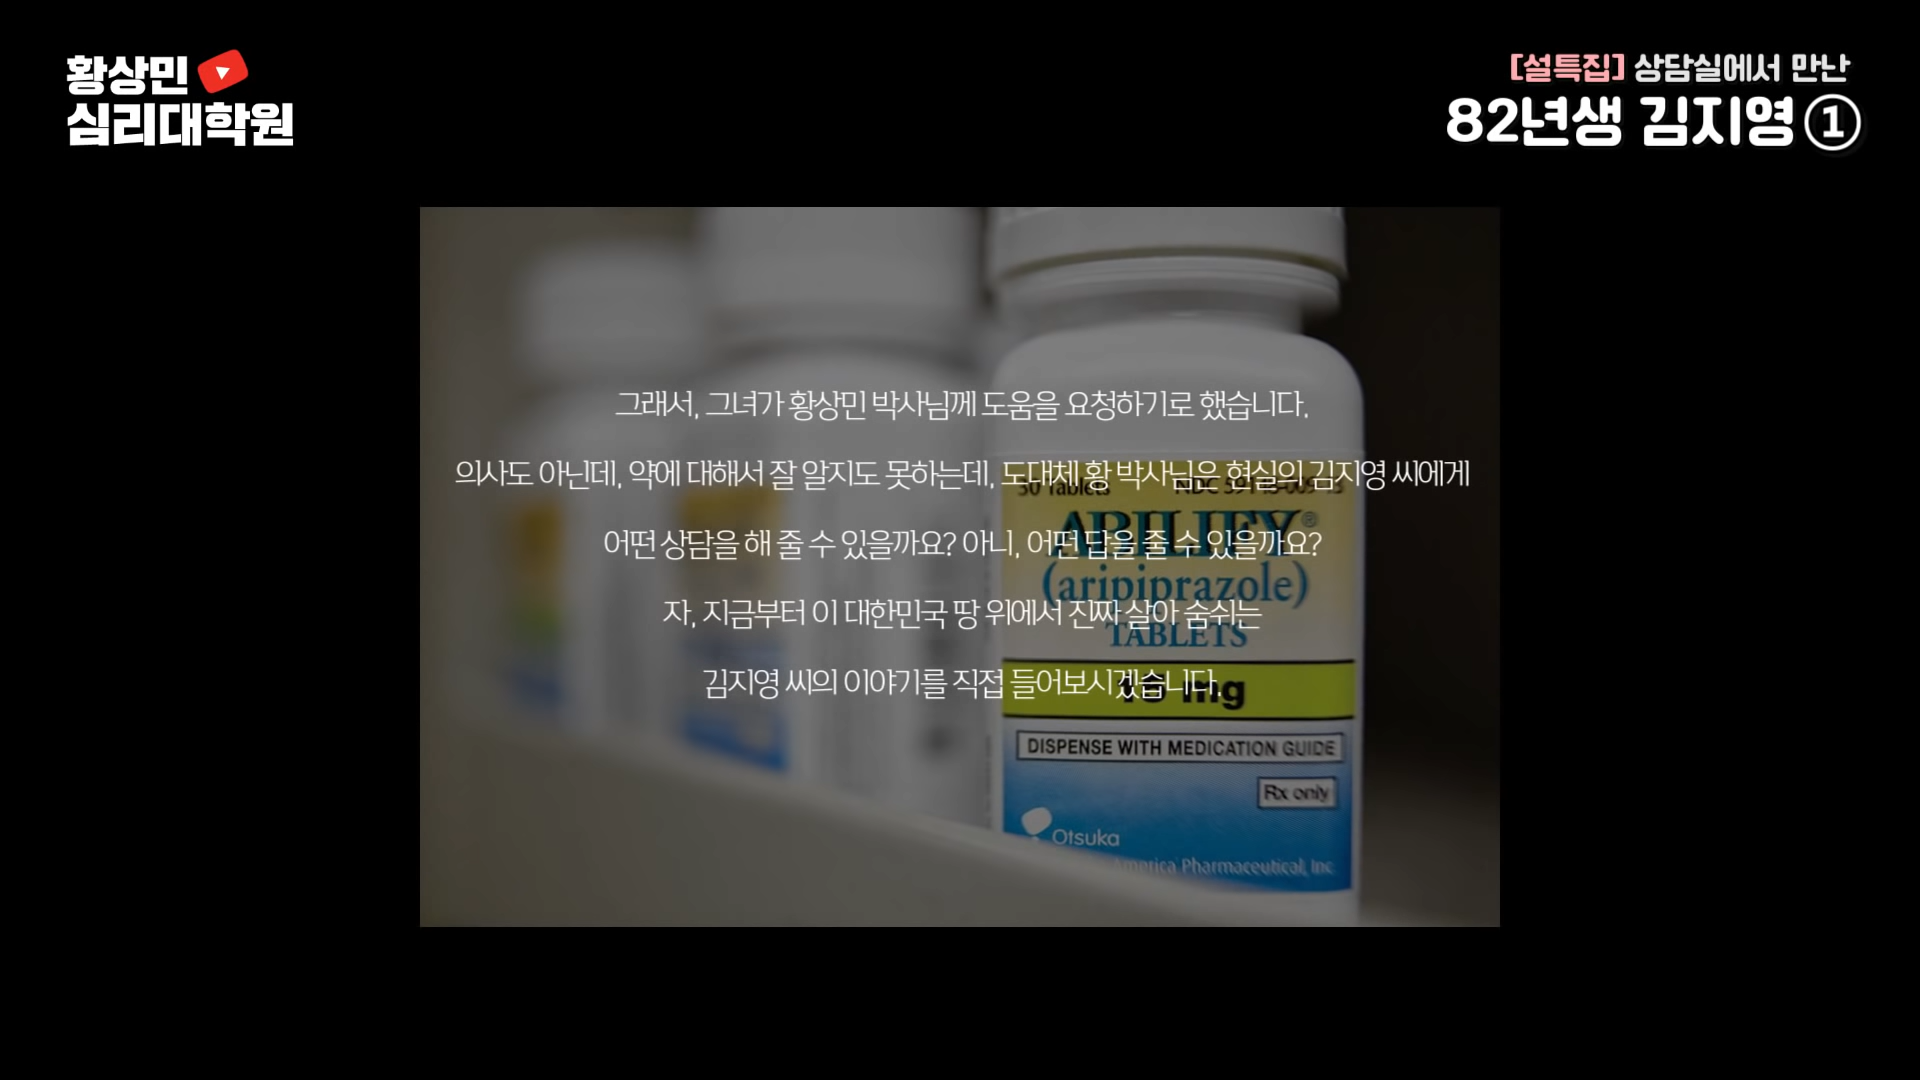 황상민
심리대학원
[설특집] 상담실에서 만난
82년생 김지영①
그래서, 그녀가 황상민 박사님께 도움을 요청하기로 했습니다.
의사도 아닌데, 약에 대해서 잘 알지도 못하는데, 도대체 황 박사님은 현실의 김지영 씨에게
어떤 상담을 해 줄 수 있을까요? 아니, 어떤 답을 줄 수 있을까요?
자, 지금부터 이 대한민국 땅 위에서 진짜 살아 숨쉬는
김지영 씨의 이야기를 직접 들어보시겠습니다.
30 Tablets NDC
ABILIFY®
(aripiprazole)
TABLETS
mg
DISPENSE WITH MEDICATION GUIDE
Rx only
Otsuka
America Pharmaceutical, Inc